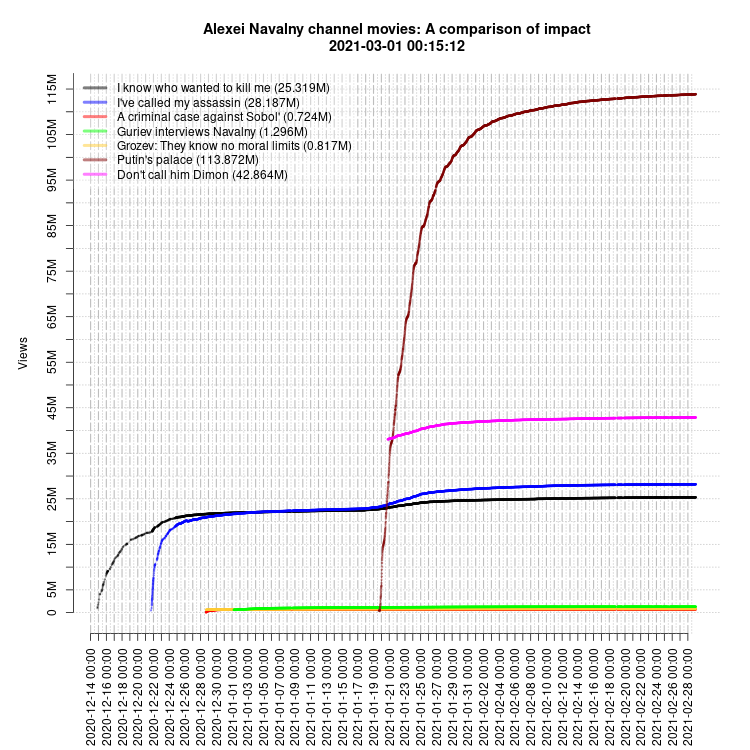 Alexei Navalny channel movies: A comparison of impact
2021-03-01 00:15:12
I know who wanted to kill me (25.319M)
I've called my assassin (28.187M)
A criminal case against Sobol' (0.724M)
Guriev interviews Navalny (1.296M)
Grozev: They know no moral limits (0.817M)
Putin's palace (113.872M)
Don't call him Dimon (42.864M)
Views
115M
105M
95M
85M
75M
65M
55M
45M
35M
25M
15M
5M
0
2020-12-14 00:00
2020-12-16 00:00
2020-12-18 00:00
2020-12-20 00:00
2020-12-22 00:00
2020-12-24 00:00
2020-12-26 00:00
2020-12-28 00:00
2020-12-30 00:00
2021-01-01 00:00
2021-01-03 00:00
2021-01-05 00:00
2021-01-07 00:00
2021-01-09 00:00
2021-01-11 00:00
2021-01-13 00:00
2021-01-15 00:00
2021-01-17 00:00
2021-01-19 00:00
2021-01-21 00:00
2021-01-23 00:00
2021-01-25 00:00
2021-01-27 00:00
2021-01-29 00:00
2021-01-31 00:00
2021-02-02 00:00
2021-02-04 00:00
2021-02-06 00:00
2021-02-08 00:00
2021-02-10 00:00
2021-02-12 00:00
2021-02-14 00:00
2021-02-16 00:00
2021-02-18 00:00
2021-02-20 00:00
2021-02-22 00:00
2021-02-24 00:00
2021-02-26 00:00
2021-02-28 00:00